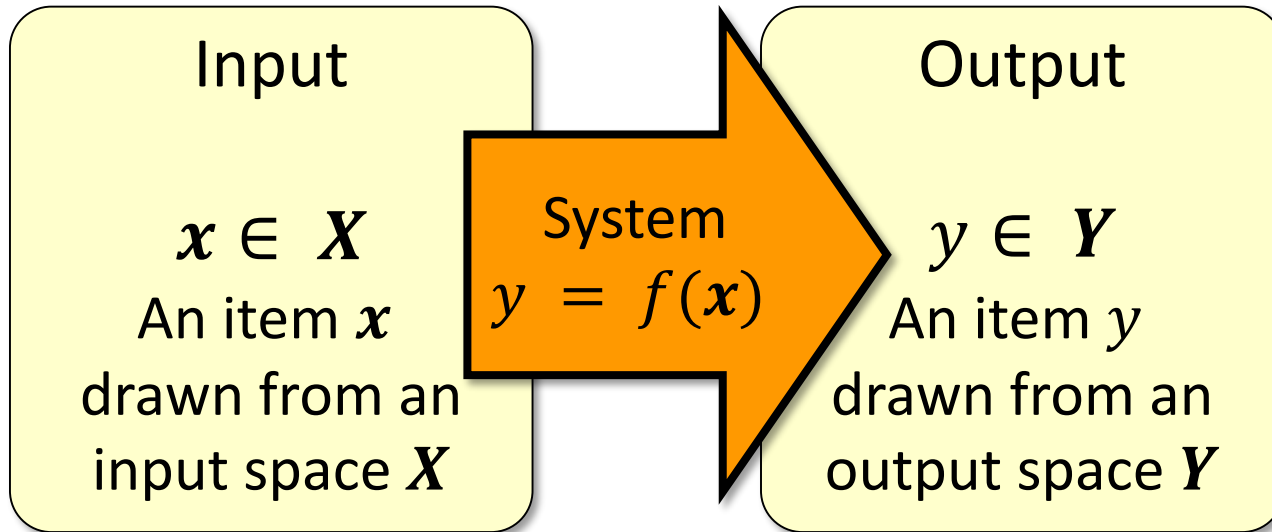 Input
x ∈ X
An item x
drawn from an
input space X
System
y = f(x)
Output
y ∈ Y
An item y
drawn from an
output space Y